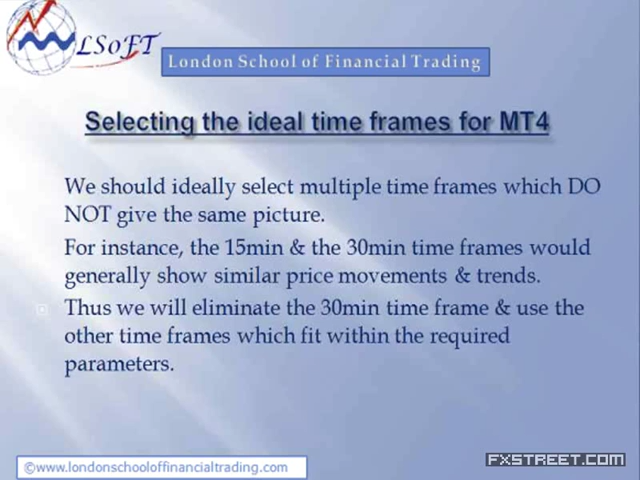 LSoFT
London School of Financial Trading
Selecting the ideal time frames for MT4
We should ideally select multiple time frames which DO
NOT give the same picture.
For instance, the 15min & the 30min time frames would
generally show similar price movements & trends.
Thus we will eliminate the 30min time frame & use the
other time frames which fit within the required
parameters.
©www.londonschooloffinancialtrading.com
FXSTREET.COM